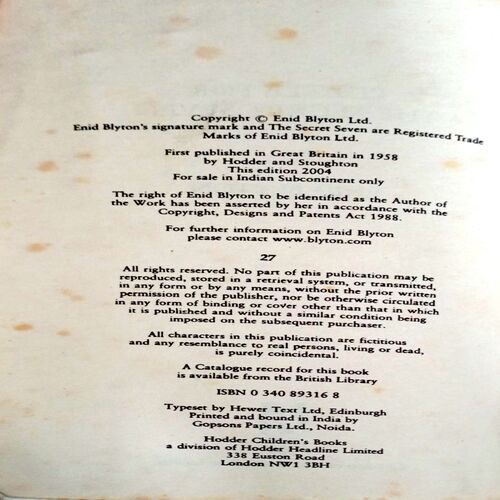 Copyright © Enid Blyton Ltd.
Enid Blyton's signature mark and The Secret Seven are Registered Trade
Marks of Enid Blyton Ltd.
First published in Great Britain in 1958
by Hodder and Stoughton
This edition 2004
For sale in Indian Subcontinent only
The right of Enid Blyton to be identified as the Author of
the Work has been asserted by her in accordance with the
Copyright, Designs and Patents Act 1988.
For further information on Enid Blyton
please contact www.blyton.com
27
All rights reserved. No part of this publication may be
reproduced, stored in a retrieval system, or transmitted,
in any form or by any means, without the prior written
permission of the publisher, nor be otherwise circulated
in any form of binding or cover other than that in which
it is published and without a similar condition being
imposed on the subsequent purchaser.
All characters in this publication are fictitious
and any resemblance to real persons, living or dead,
is purely coincidental.
A Catalogue record for this book
is available from the British Library
ISBN 0 340 89316 8
Typeset by Hewer Text Ltd, Edinburgh
Printed and bound in India by
Gopsons Papers Ltd., Noida.
Hodder Children's Books
a division of Hodder Headline Limited
338 Euston Road
London NW1 3BH